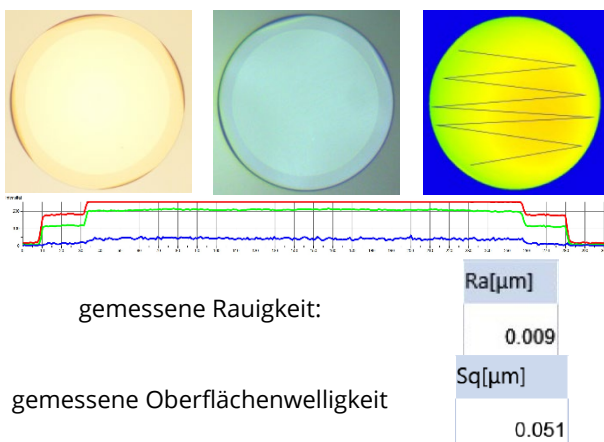 gemessene Rauigkeit:
Ra[µm]
0.009
gemessene Oberflächenwelligkeit
Sq[µm]
0.051